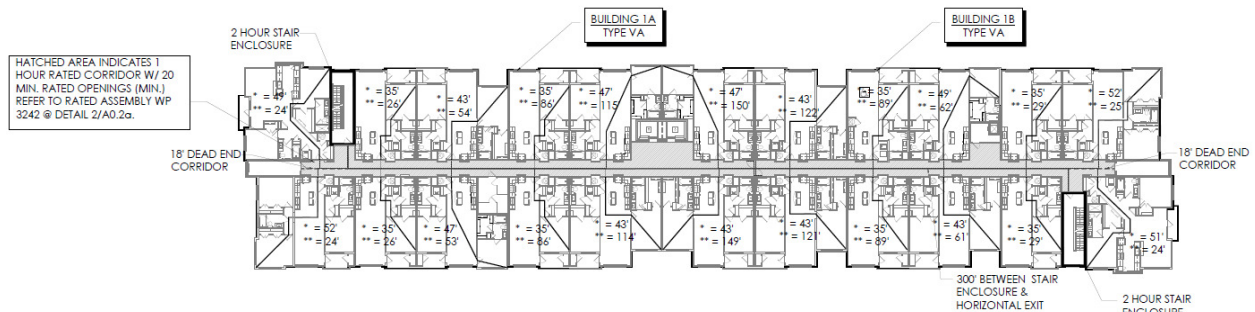 BUILDING 1A
TYPE VA
BUILDING 1B
TYPE VA
2 HOUR STAIR
ENCLOSURE
HATCHED AREA INDICATES 1
HOUR RATED CORRIDOR W/ 20
MIN. RATED OPENINGS (MIN.)
REFER TO RATED ASSEMBLY WP
3242 @ DETAIL 2/A0.2a.
* = 49'
** = 24'
* = 35'
** = 26'
* = 43'
** = 54'
* = 35'
** = 86'
* = 47'
** = 115'
* = 47'
** = 150'
* = 43'
** = 122'
* = 35'
** = 89'
* = 49'
** = 62'
* = 35'
** = 29'
* = 52'
** = 25'
18' DEAD END
CORRIDOR
18' DEAD END
CORRIDOR
* = 52'
** = 24'
* = 35'
** = 26'
* = 47'
** = 53'
* = 35'
** = 86'
* = 43'
** = 114'
* = 43'
** = 149'
* = 43'
** = 121'
* = 35'
** = 89'
* = 43'
** = 61'
* = 35'
** = 29'
* = 51'
** = 24'
300' BETWEEN STAIR
ENCLOSURE &
HORIZONTAL EXIT
2 HOUR STAIR
ENCLOSURE